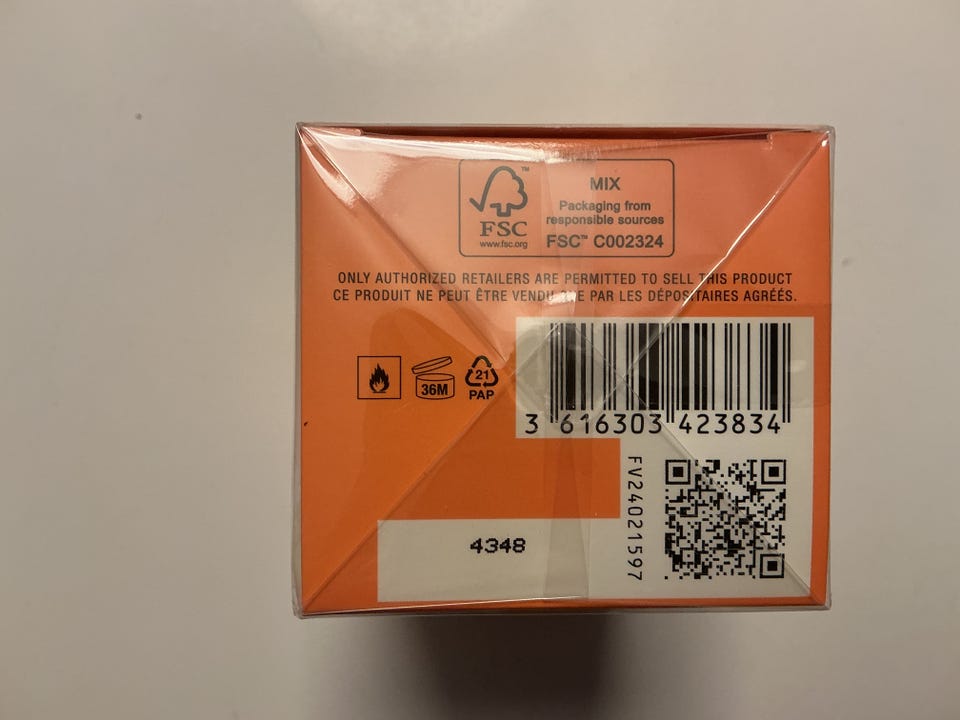 MIX
Packaging from
responsible sources
FSC™ C002324
™
FSC
www.fsc.org
ONLY AUTHORIZED RETAILERS ARE PERMITTED TO SELL THIS PRODUCT
CE PRODUIT NE PEUT ÊTRE VENDU QUE PAR LES DÉPOSITAIRES AGRÉÉS.
36M
21
PAP
3 616303 423834
FV24021597
4348